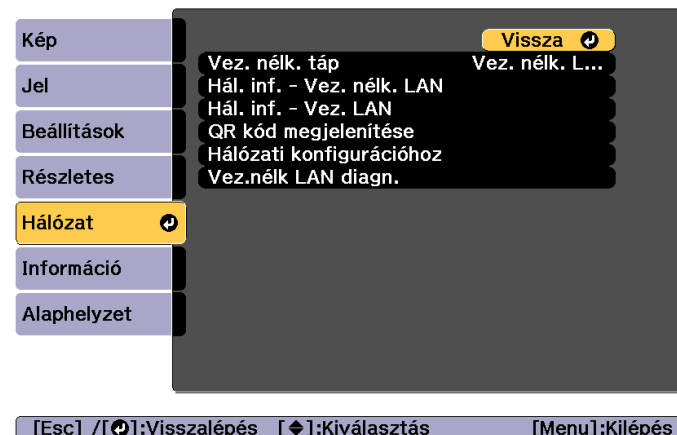 Kép
Jel
Beállítások
Részletes
Hálózat
Információ
Alaphelyzet
Vissza
Vez. nélk. táp Vez. nélk. L...
Hál. inf. - Vez. nélk. LAN
Hál. inf. - Vez. LAN
QR kód megjelenítése
Hálózati konfigurációhoz
Vez.nélk LAN diagn.
[Esc] /[⏎]:Visszalépés [◆]:Kiválasztás [Menu]:Kilépés